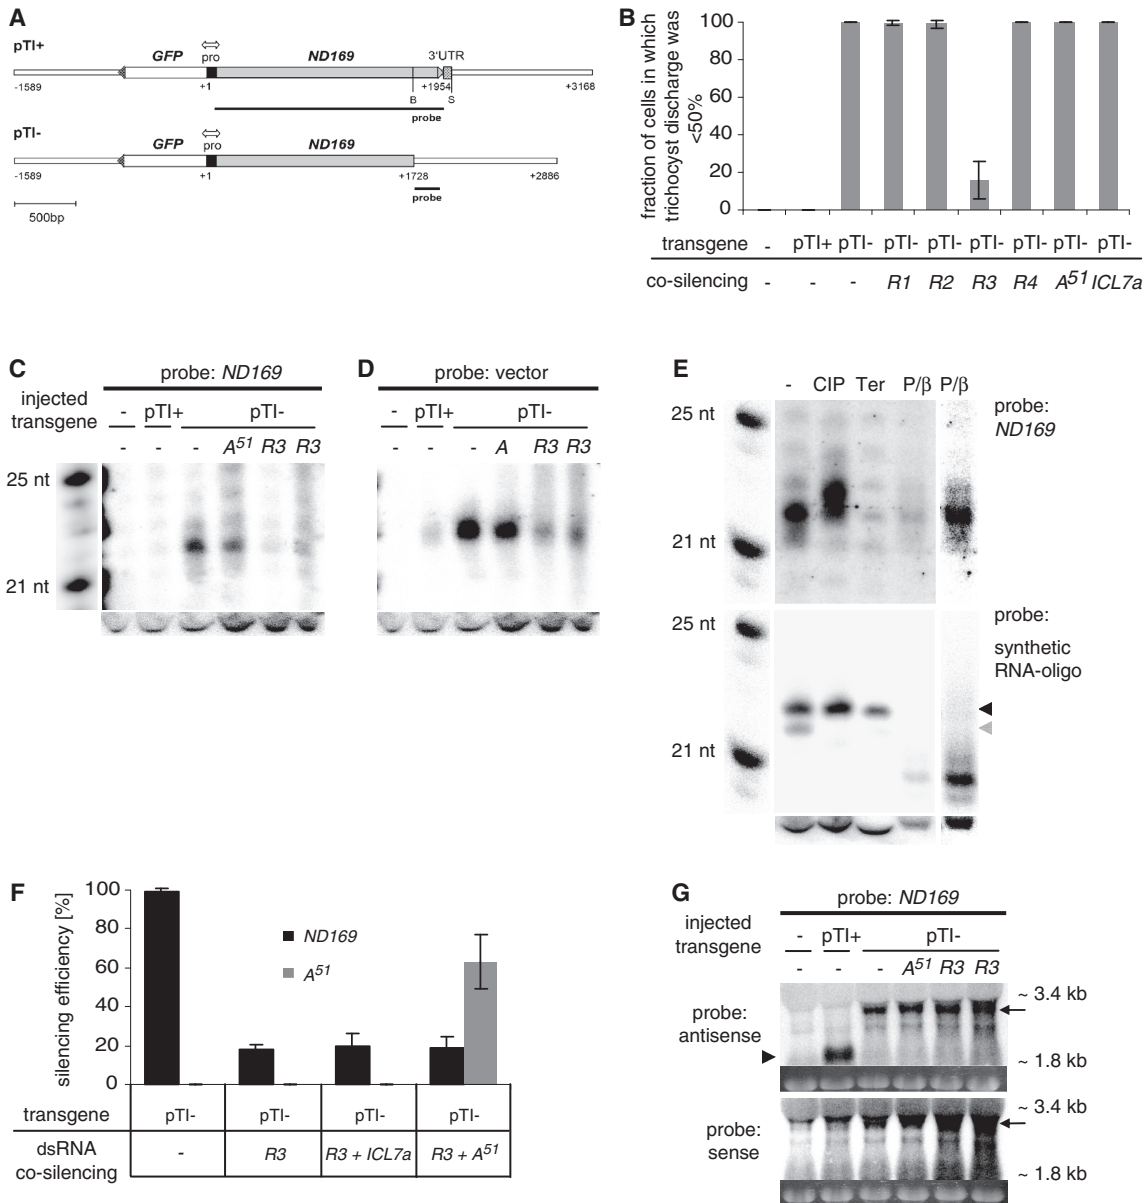 A
pTI+
GFP
pro
ND169
3'UTR
-1589
+1
+1954
+3168
B
S
probe
pTI-
GFP
pro
ND169
-1589
+1
+1728
+2886
probe
500bp
B
fraction of cells in which
trichocyst discharge was
<50%
100
80
60
40
20
0
transgene - pTI+ pTI- pTI- pTI- pTI- pTI- pTI- pTI-
co-silencing - - - R1 R2 R3 R4 A51 ICL7a
C
probe: ND169
injected
transgene
- pTI+ pTI-
- - - A51 R3 R3
25 nt
21 nt
D
probe: vector
- pTI+ pTI-
- - - A R3 R3
E
- CIP Ter P/β P/β
25 nt
21 nt
probe:
ND169
25 nt
21 nt
probe:
synthetic
RNA-oligo
F
silencing efficiency [%]
100
80
60
40
20
0
ND169
A51
transgene pTI- pTI- pTI- pTI-
dsRNA
co-silencing
- R3 R3 + ICL7a R3 + A51
G
probe: ND169
injected
transgene
- pTI+ pTI-
- - - A51 R3 R3
probe:
antisense
~ 3.4 kb
~ 1.8 kb
probe:
sense
~ 3.4 kb
~ 1.8 kb